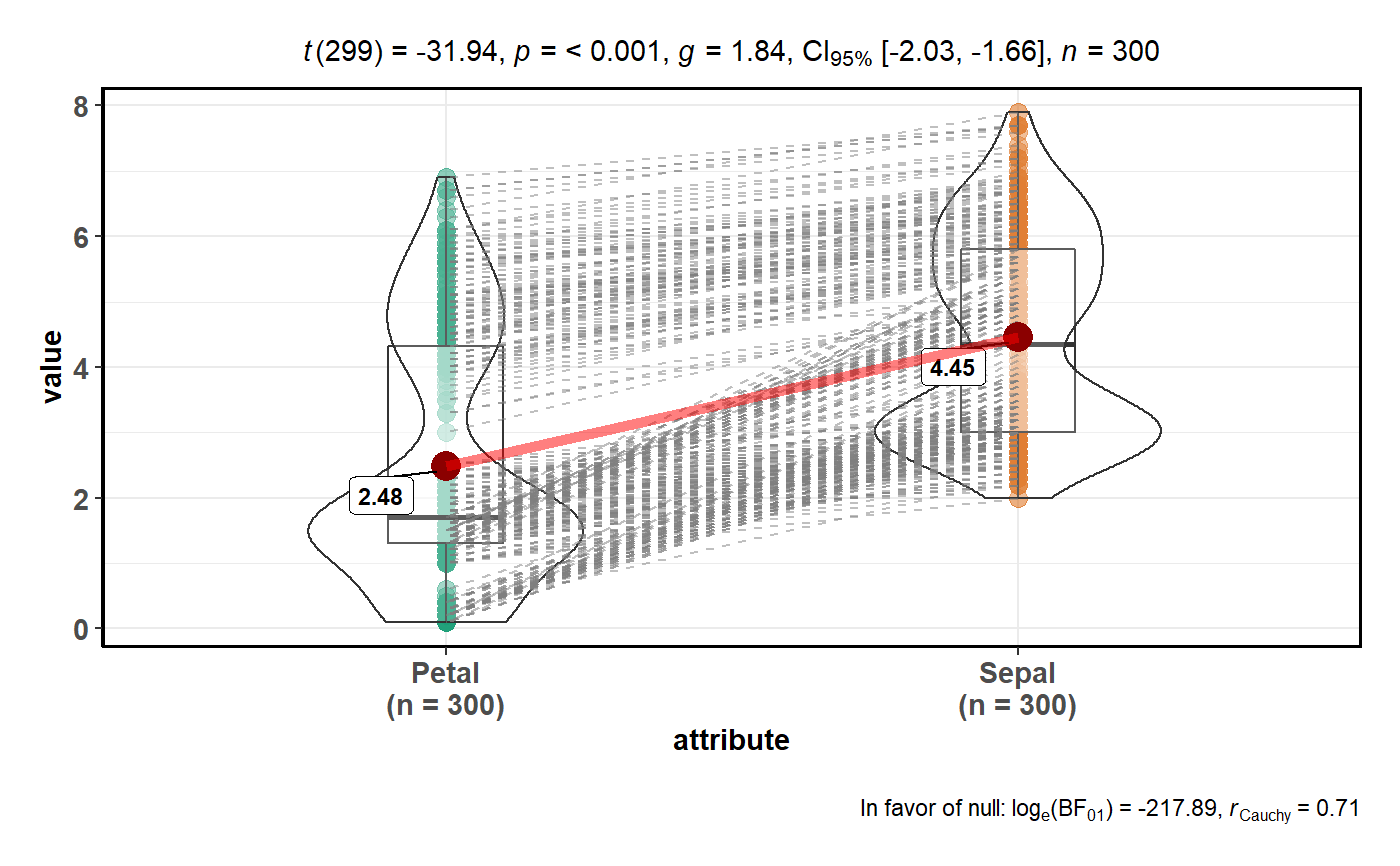 t(299) = -31.94, p = < 0.001, g = 1.84, CI95% [-2.03, -1.66], n = 300
8
6
4
2
0
value
2.48
4.45
Petal
(n = 300)
Sepal
(n = 300)
attribute
In favor of null: loge(BF01) = -217.89, rCauchy = 0.71